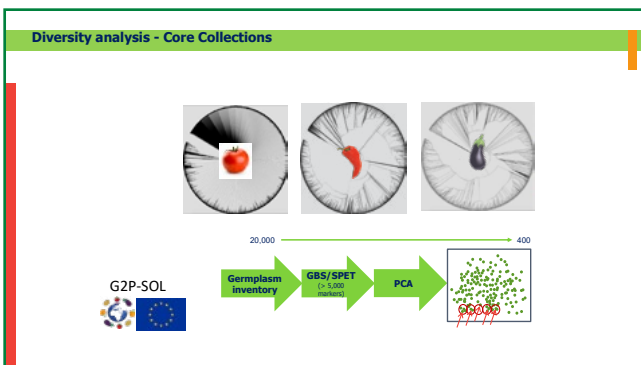 Diversity analysis - Core Collections
20,000
400
G2P-SOL
Germplasm
inventory
GBS/SPET
(> 5,000
markers)
PCA